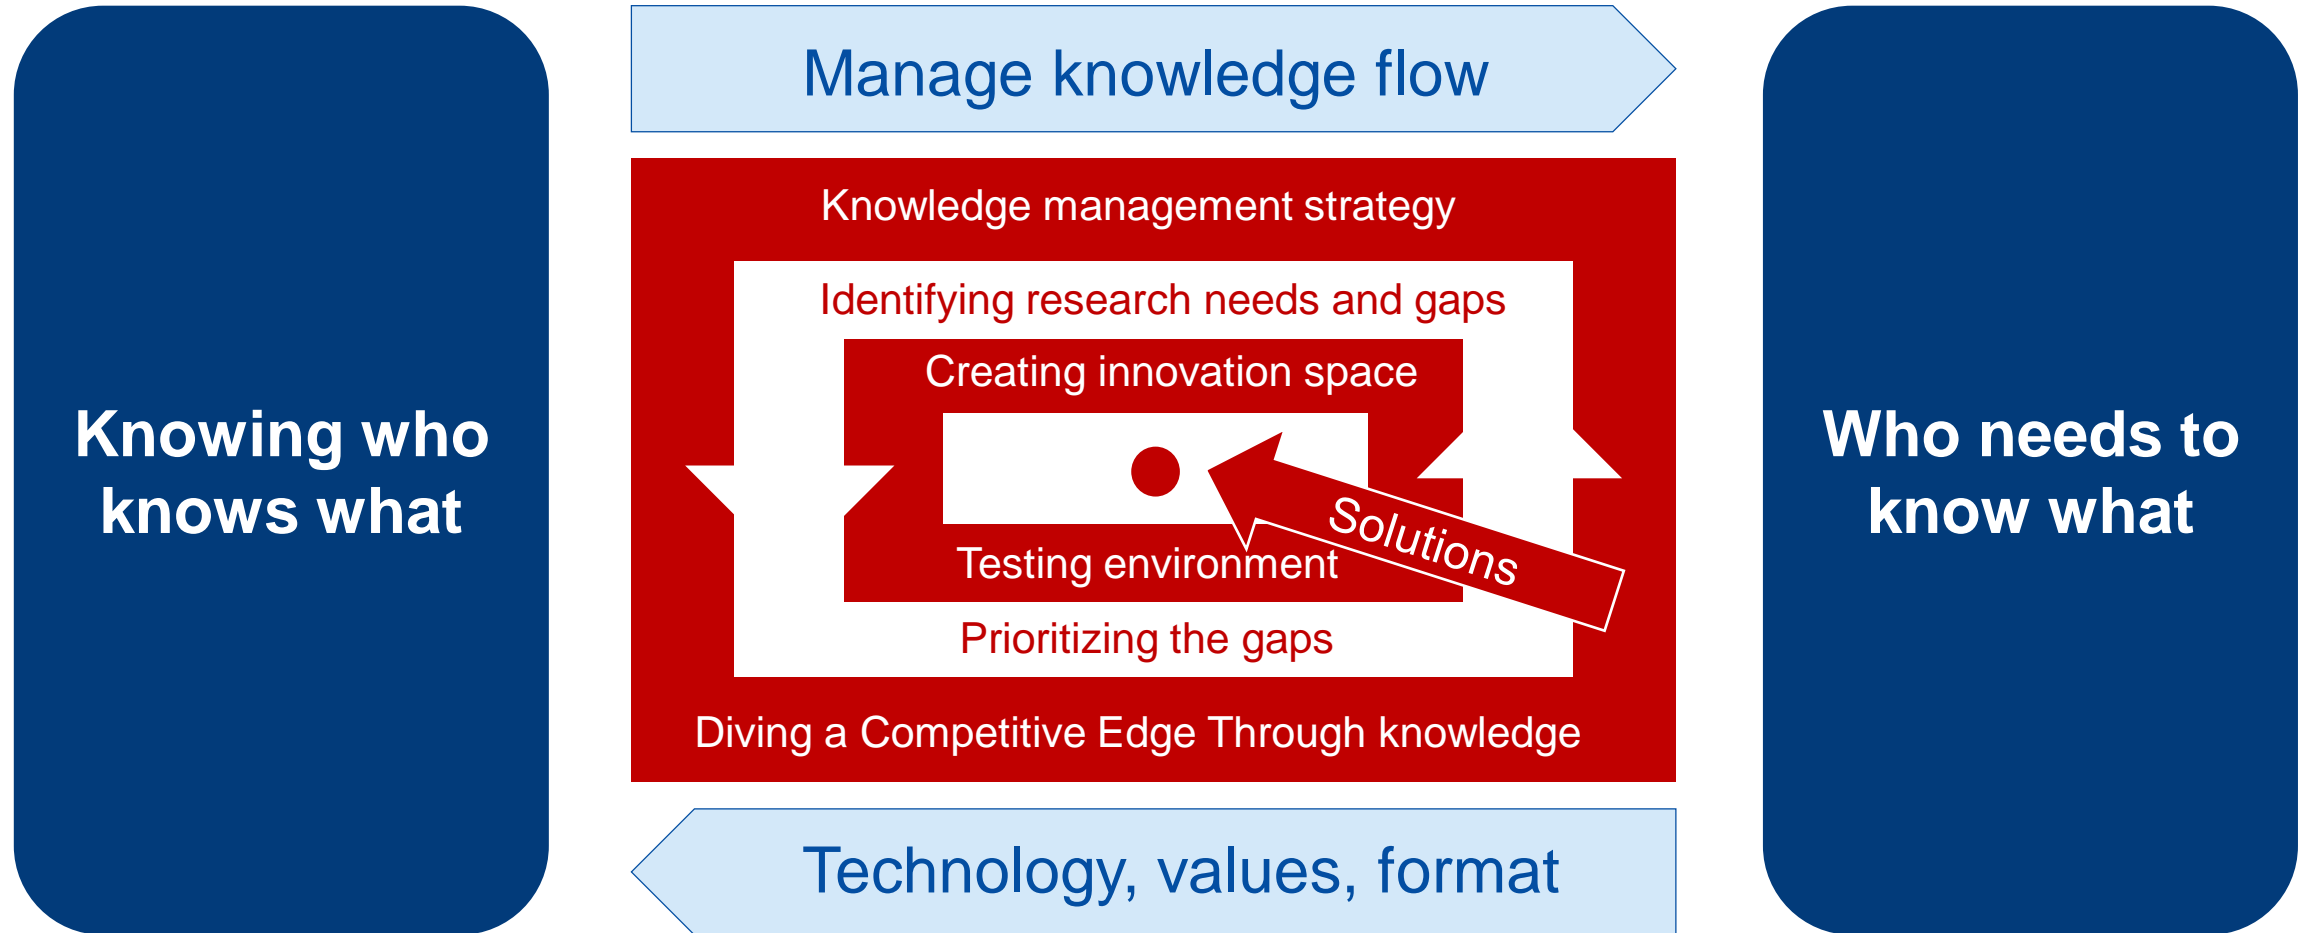 Manage knowledge flow
Knowledge management strategy
Identifying research needs and gaps
Creating innovation space
Knowing who
knows what
Solutions
Testing environment
Prioritizing the gaps
Diving a Competitive Edge Through knowledge
Technology, values, format
Who needs to
know what